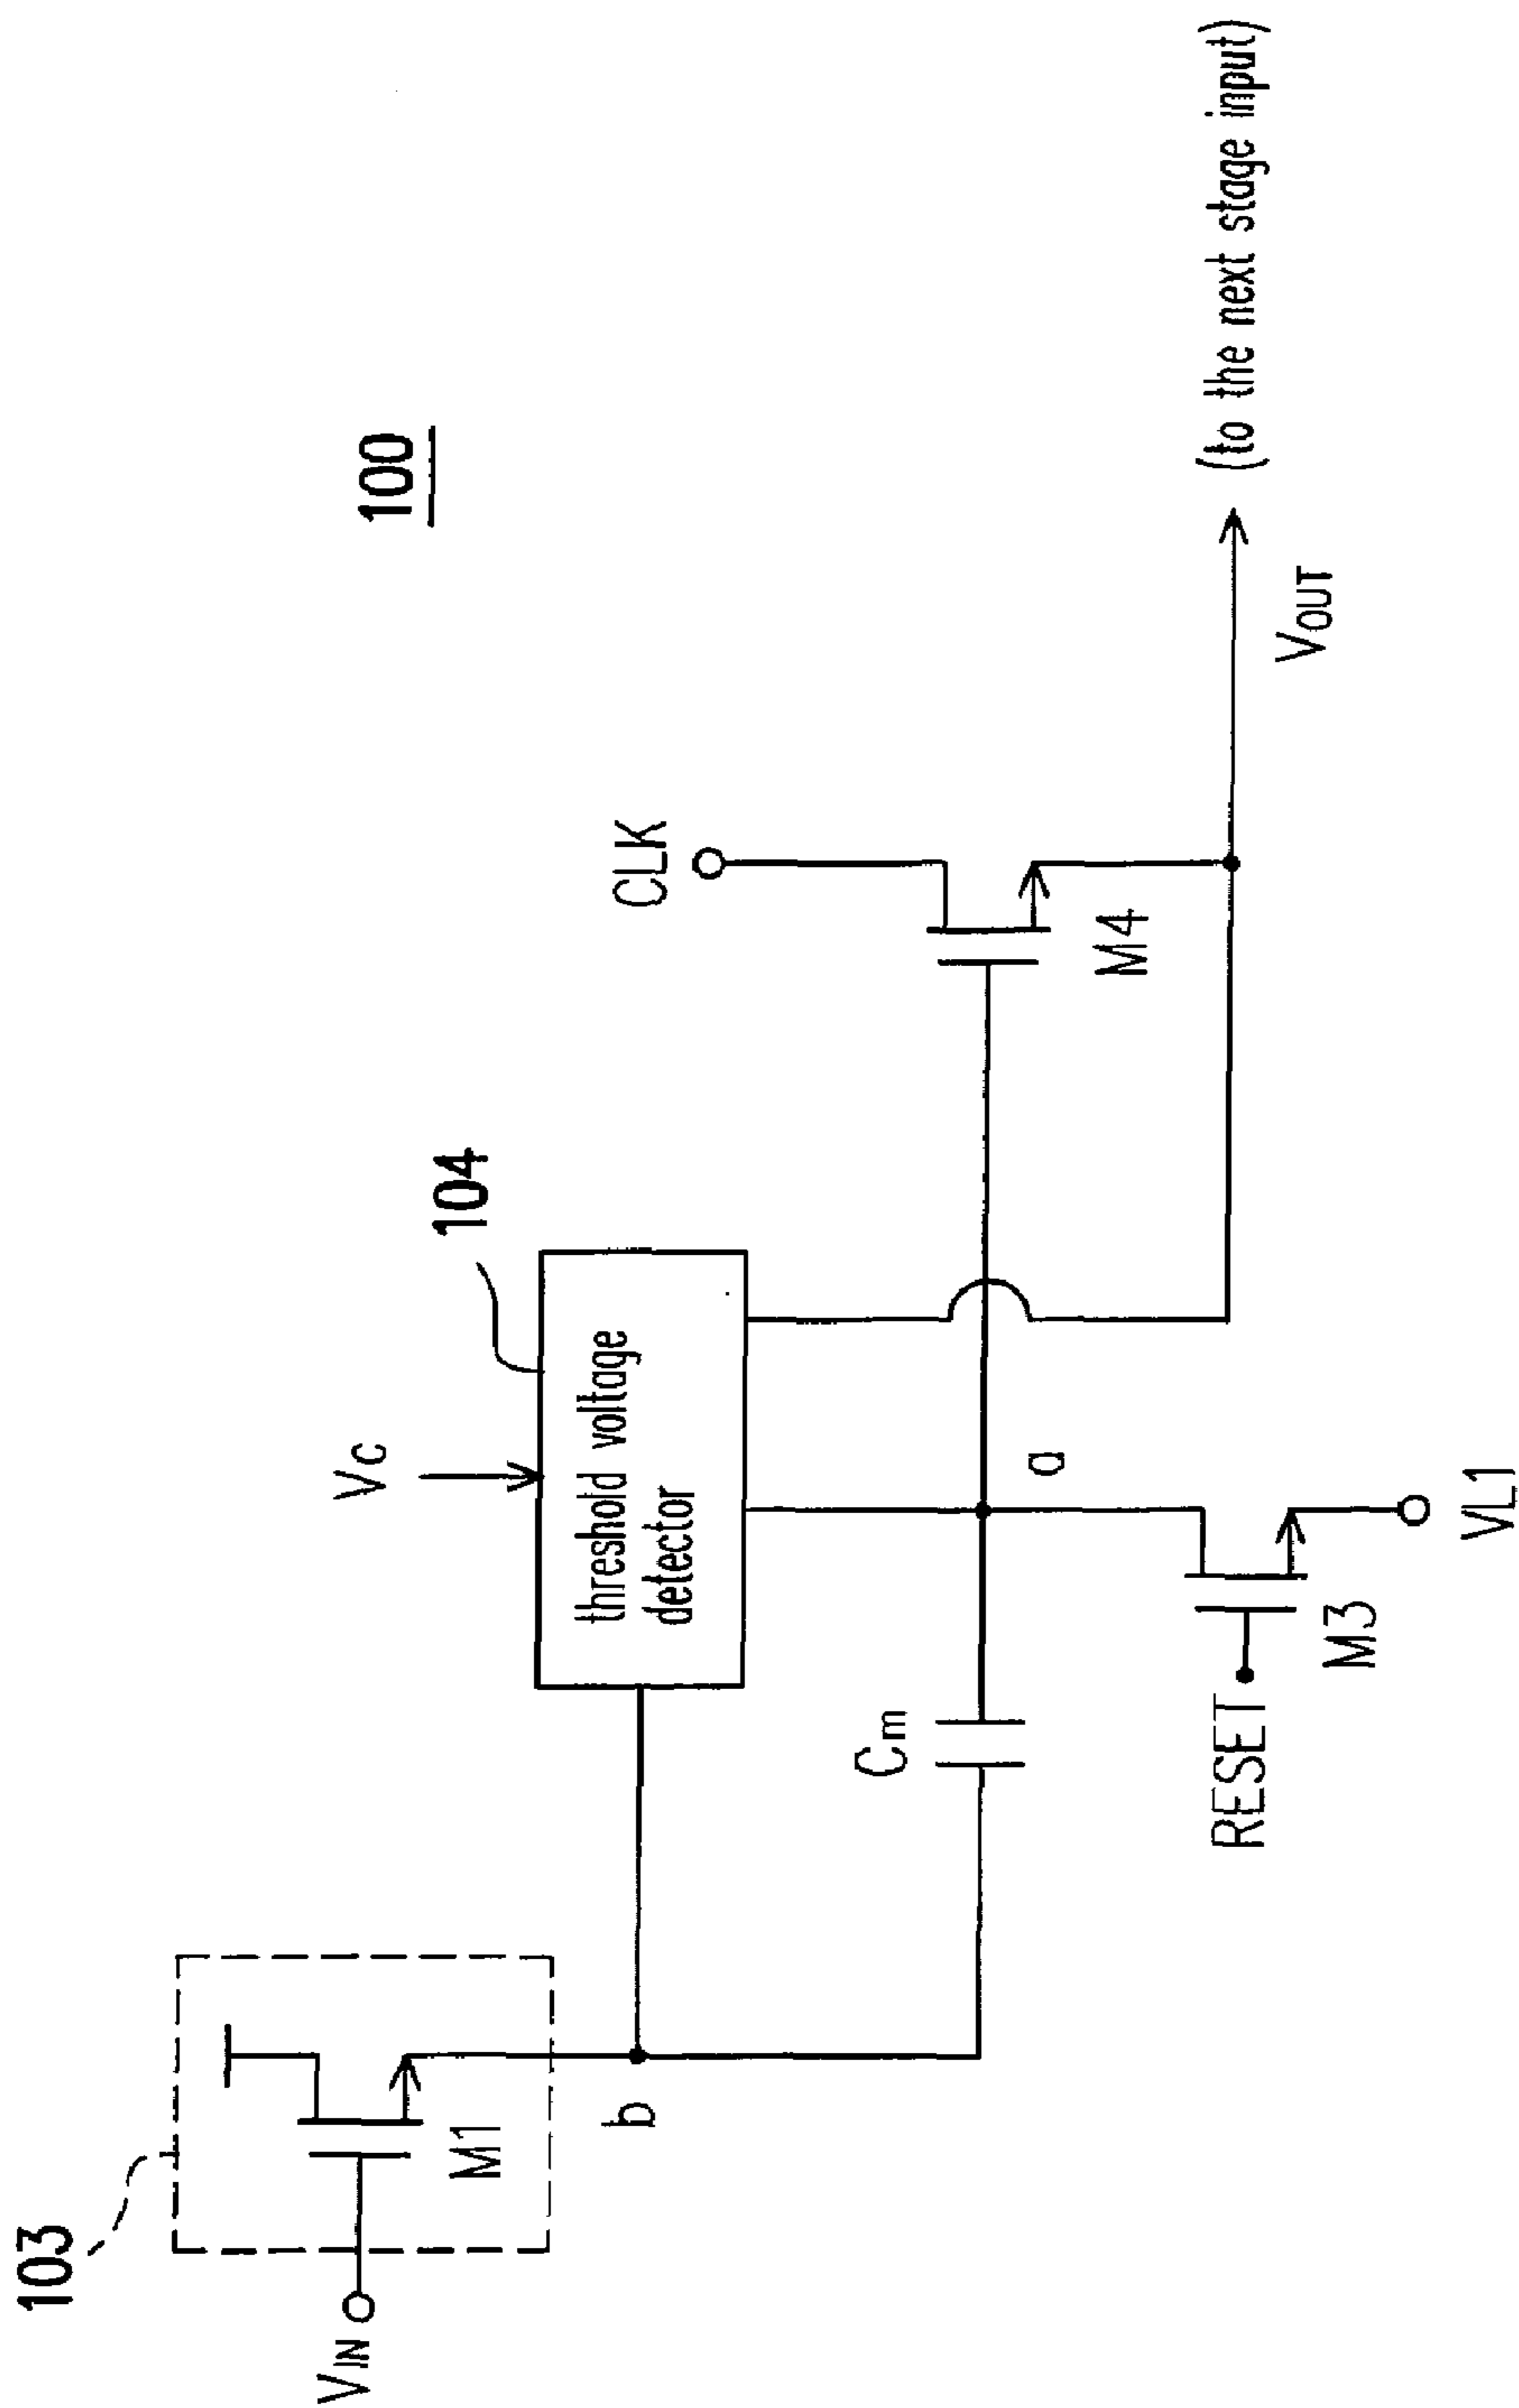 103
VIN
M1
b
100
VC
104
threshold voltage
detector
CLK
Cm
a
M4
RESET
M3
VL1
VOUT
(to the next stage input)